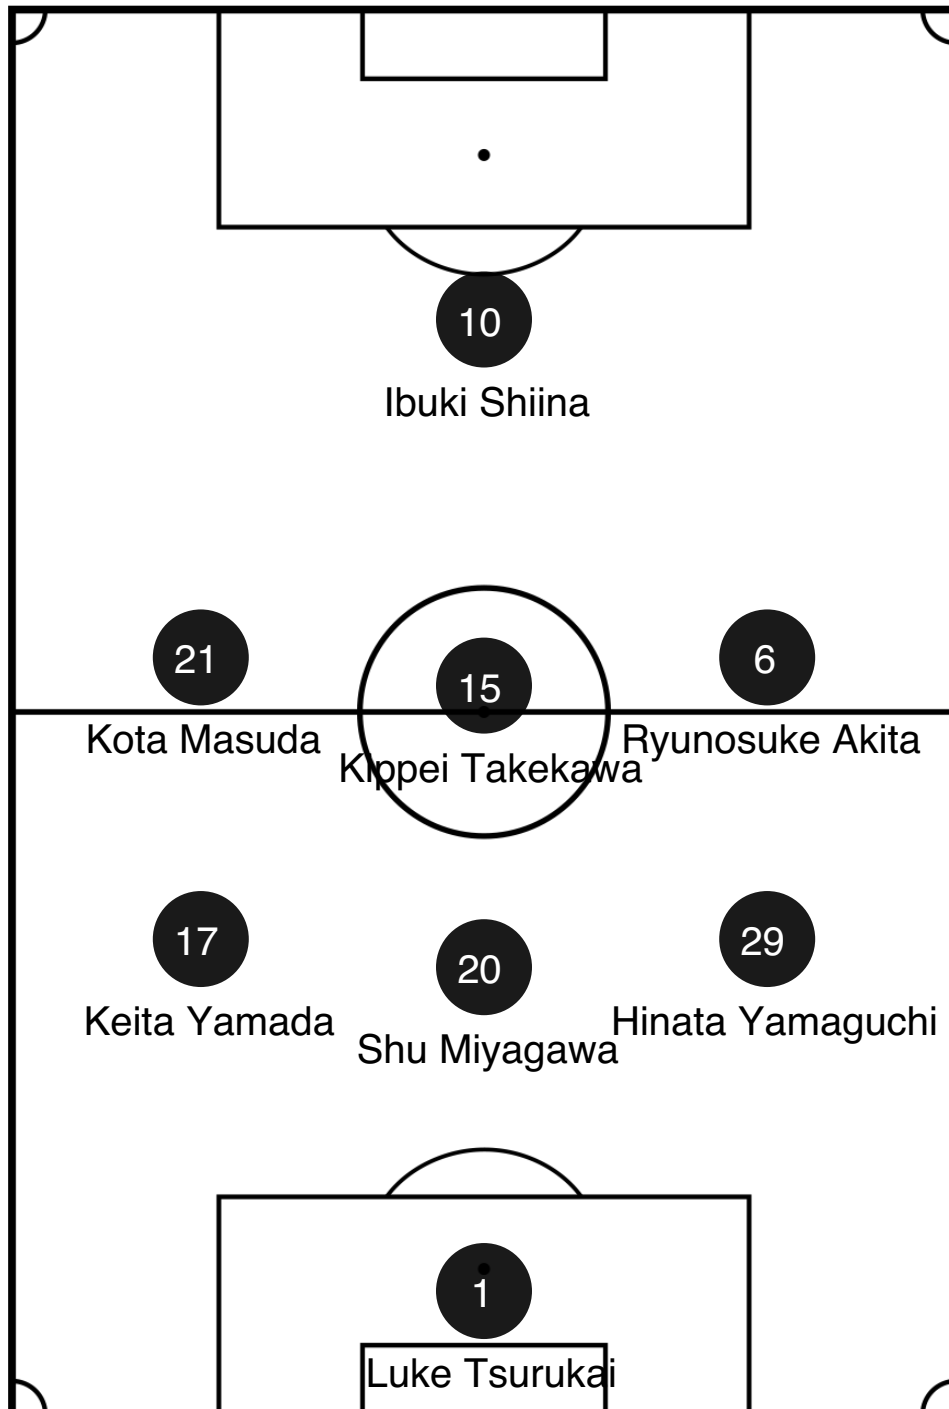 10
Ibuki Shiina
21
15
6
Kota Masuda
Kippei Takekawa
Ryunosuke Akita
17
20
29
Keita Yamada
Shu Miyagawa
Hinata Yamaguchi
1
Luke Tsurukai